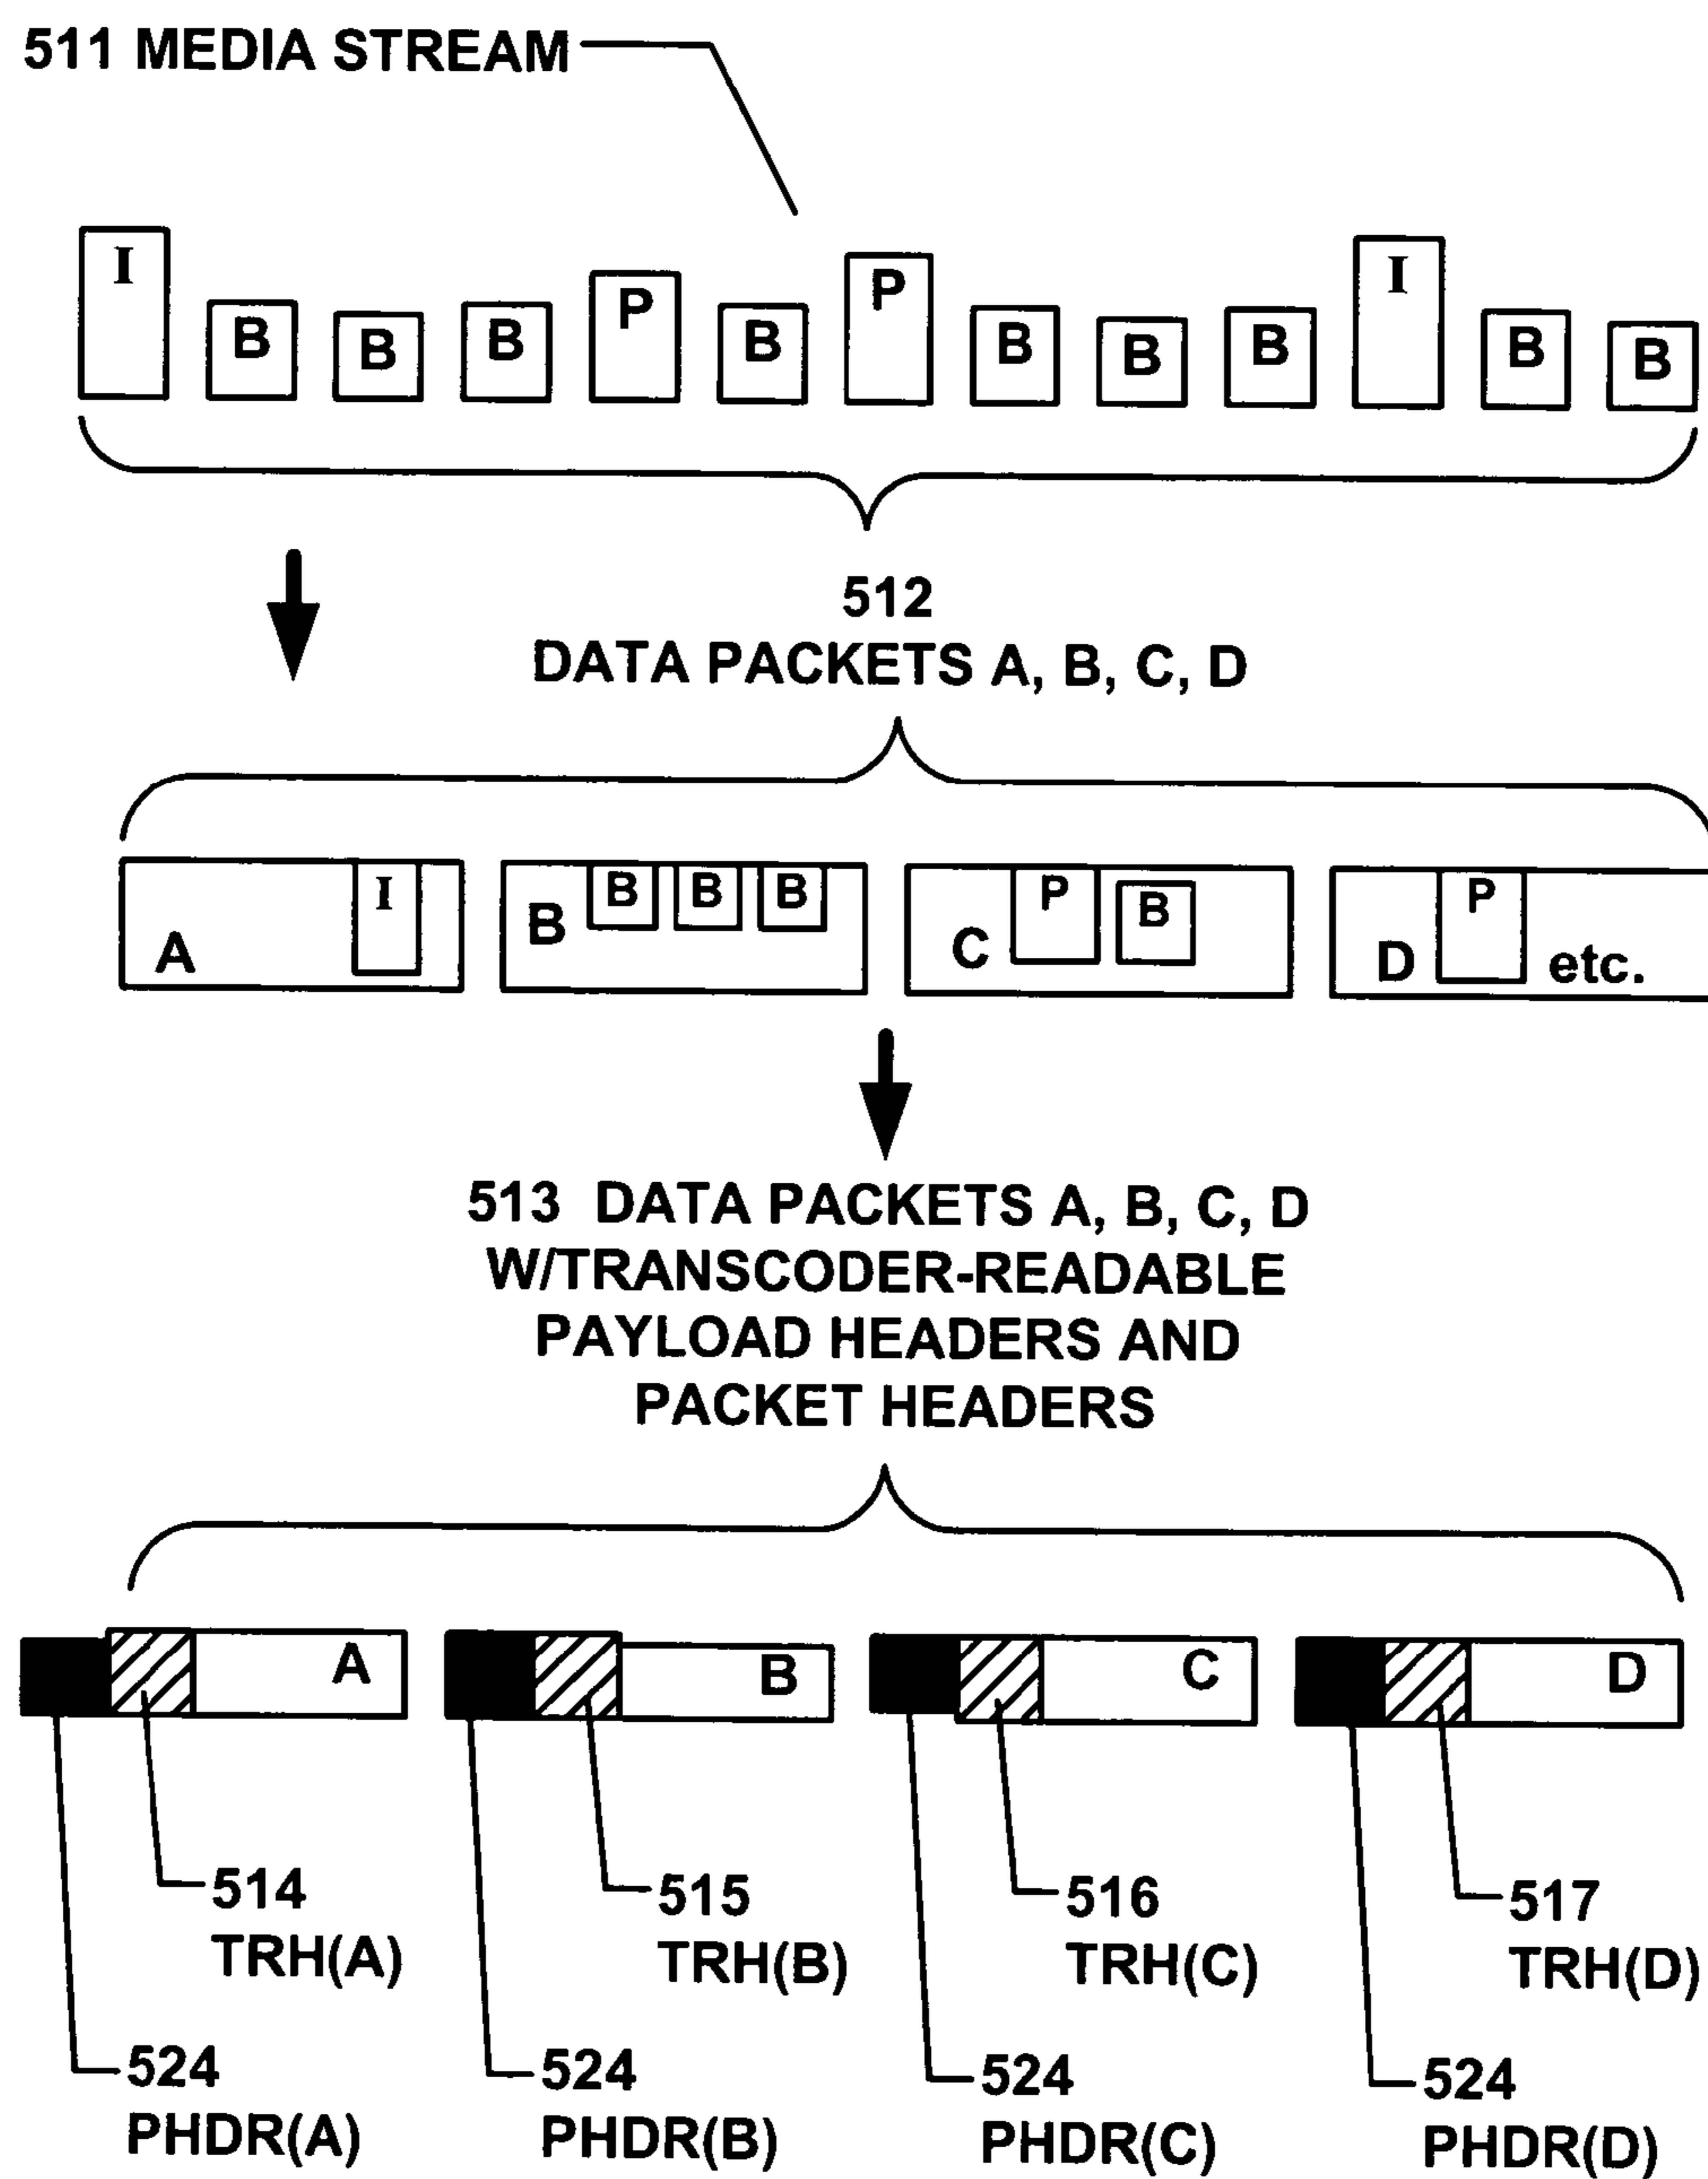 511 MEDIA STREAM
I B B B P B P B B B I B B
512
DATA PACKETS A, B, C, D
A I B B B B C P B D P etc.
513 DATA PACKETS A, B, C, D
W/TRANSCODER-READABLE
PAYLOAD HEADERS AND
PACKET HEADERS
A B C D
514 515 516 517
TRH(A) TRH(B) TRH(C) TRH(D)
524 524 524 524
PHDR(A) PHDR(B) PHDR(C) PHDR(D)